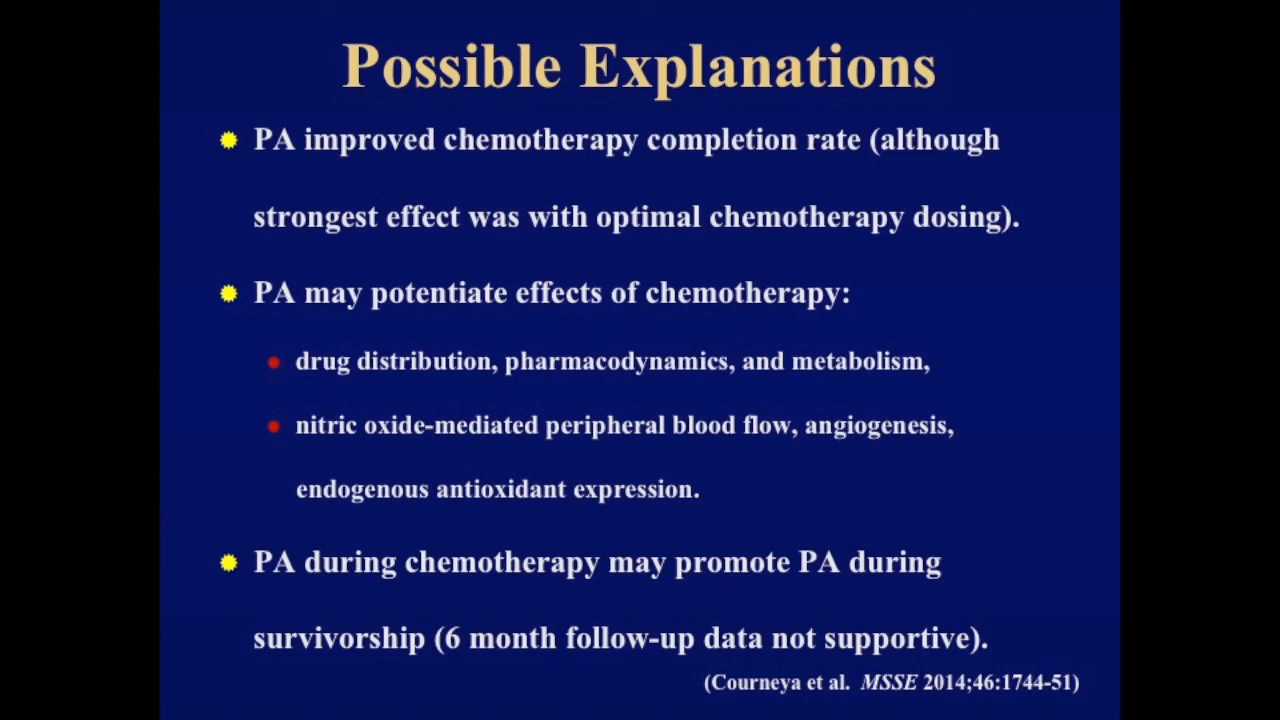 Possible Explanations
PA improved chemotherapy completion rate (although
strongest effect was with optimal chemotherapy dosing).
PA may potentiate effects of chemotherapy:
drug distribution, pharmacodynamics, and metabolism,
nitric oxide-mediated peripheral blood flow, angiogenesis,
endogenous antioxidant expression.
PA during chemotherapy may promote PA during
survivorship (6 month follow-up data not supportive).
(Courneya et al. MSSE 2014;46:1744-51)